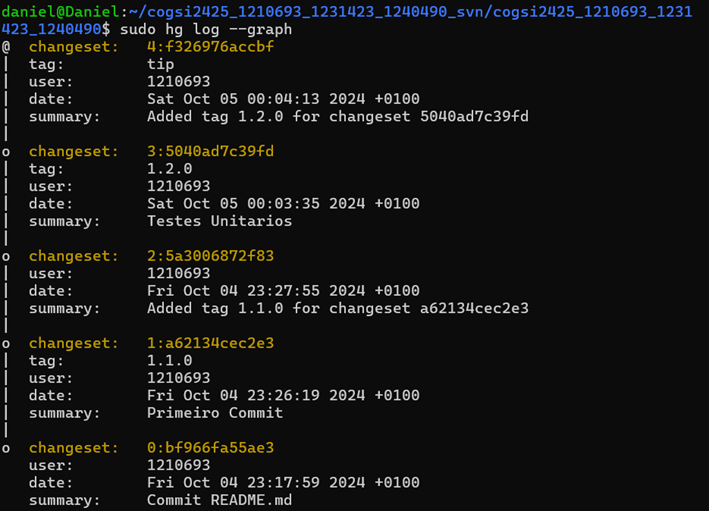 daniel@Daniel:~/cogsi2425_1210693_1231423_1240490_svn/cogsi2425_1210693_1231
423_1240490$ sudo hg log --graph
@  changeset:   4:f326976accbf
|  tag:         tip
|  user:        1210693
|  date:        Sat Oct 05 00:04:13 2024 +0100
|  summary:     Added tag 1.2.0 for changeset 5040ad7c39fd
|
o  changeset:   3:5040ad7c39fd
|  tag:         1.2.0
|  user:        1210693
|  date:        Sat Oct 05 00:03:35 2024 +0100
|  summary:     Testes Unitarios
|
o  changeset:   2:5a3006872f83
|  user:        1210693
|  date:        Fri Oct 04 23:27:55 2024 +0100
|  summary:     Added tag 1.1.0 for changeset a62134cec2e3
|
o  changeset:   1:a62134cec2e3
|  tag:         1.1.0
|  user:        1210693
|  date:        Fri Oct 04 23:26:19 2024 +0100
|  summary:     Primeiro Commit
|
o  changeset:   0:bf966fa55ae3
   user:        1210693
   date:        Fri Oct 04 23:17:59 2024 +0100
   summary:     Commit README.md